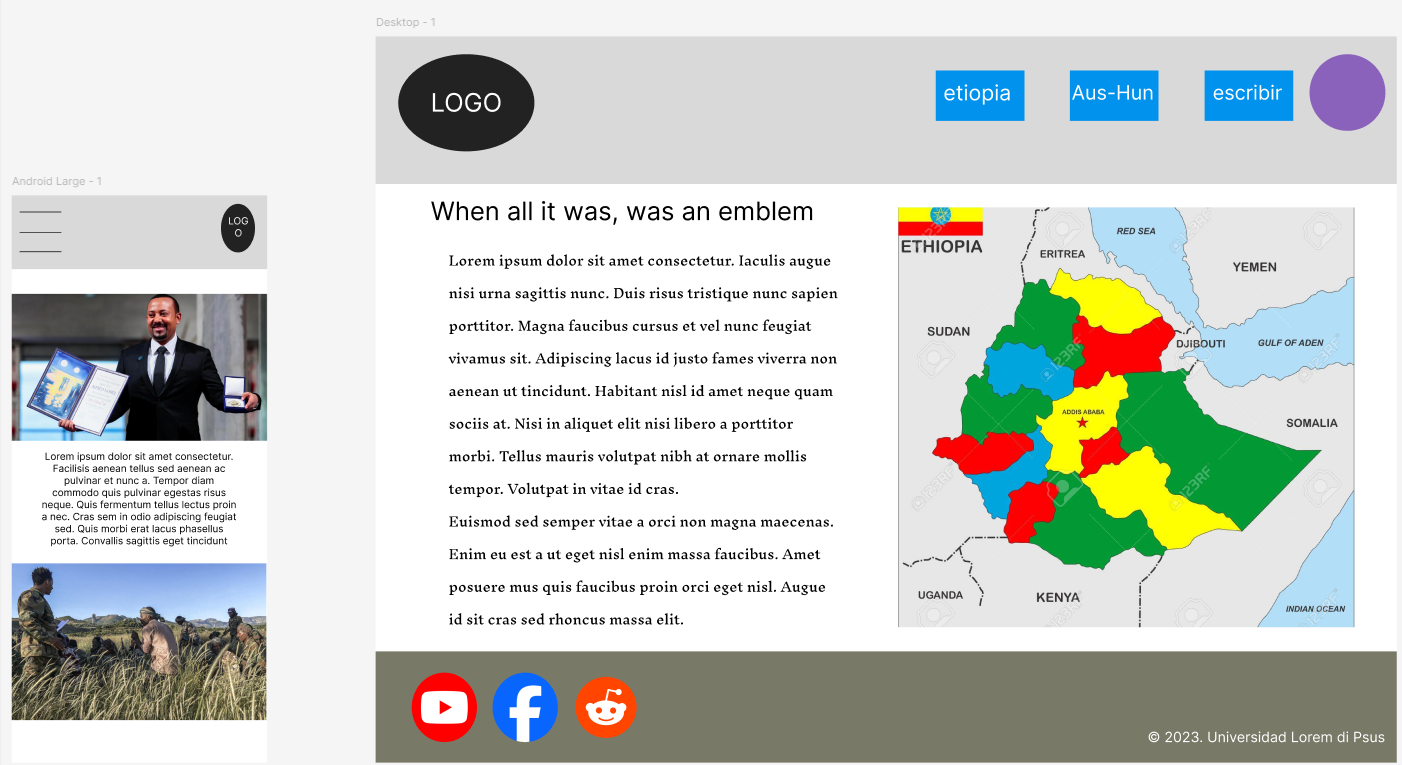 Desktop - 1
LOGO
etiopia
Aus-Hun
escribir
Android Large - 1
LOG
O
Lorem ipsum dolor sit amet consectetur.
Facilisis aenean tellus sed aenean ac
pulvinar et nunc a. Tempor diam
commodo quis pulvinar egestas risus
neque. Quis fermentum tellus lectus proin
a nec. Cras sem in odio adipiscing feugiat
sed. Quis morbi erat lacus phasellus
porta. Convallis sagittis eget tincidunt
When all it was, was an emblem
Lorem ipsum dolor sit amet consectetur. Iaculis augue
nisi urna sagittis nunc. Duis risus tristique nunc sapien
porttitor. Magna faucibus cursus et vel nunc feugiat
vivamus sit. Adipiscing lacus id justo fames viverra non
aenean ut tincidunt. Habitant nisl id amet neque quam
sociis at. Nisi in aliquet elit nisi libero a porttitor
morbi. Tellus mauris volutpat nibh at ornare mollis
tempor. Volutpat in vitae id cras.
Euismod sed semper vitae a orci non magna maecenas.
Enim eu est a ut eget nisl enim massa faucibus. Amet
posuere mus quis faucibus proin orci eget nisl. Augue
id sit cras sed rhoncus massa elit.
ETHIOPIA
RED SEA
ERITREA
YEMEN
SUDAN
DJIBOUTI
GULF OF ADEN
ADDIS ABABA
SOMALIA
UGANDA
KENYA
INDIAN OCEAN
123RF
123RF
123RF
123RF
123RF
123RF
© 2023. Universidad Lorem di Psus